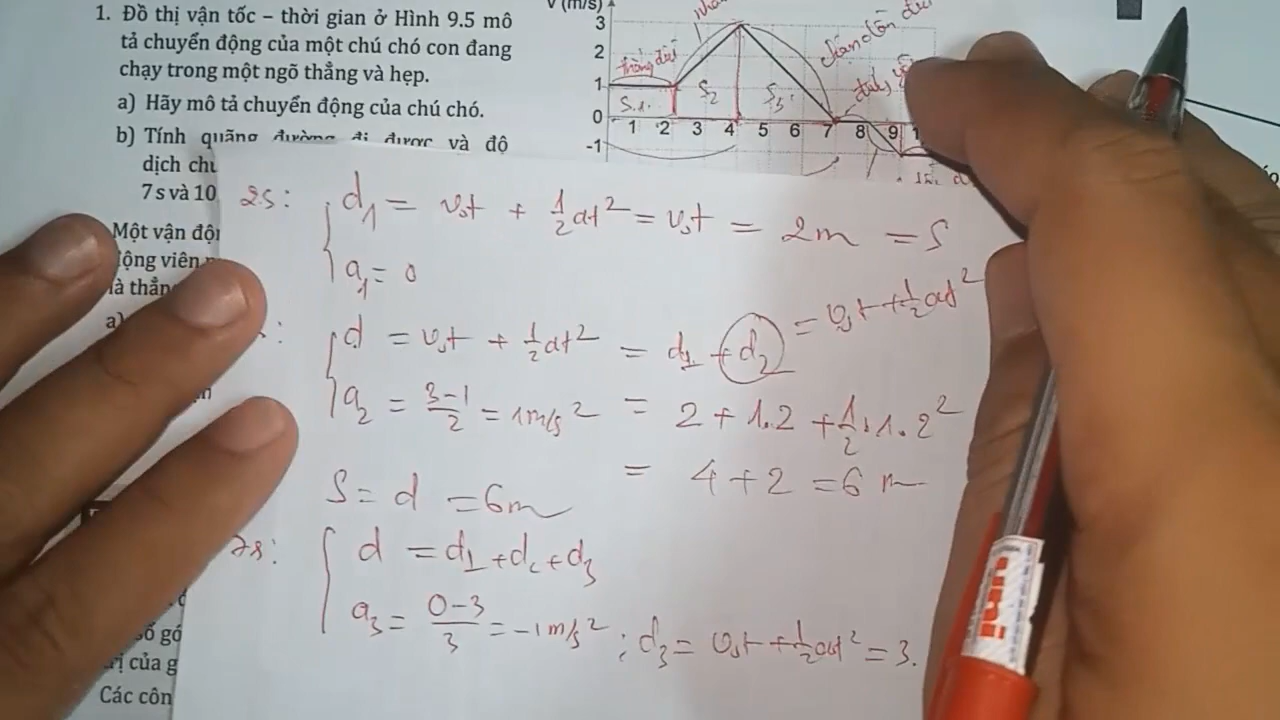 1. Đồ thị vận tốc – thời gian ở Hình 9.5 mô
tả chuyển động của một chú chó con đang
chạy trong một ngõ thẳng và hẹp.
a) Hãy mô tả chuyển động của chú chó.
b) Tính quãng đường đi được và độ
dịch
7 s và 10
Một vận
động viên
là thẳng
a)
v (m/s)
3
2
1
0
-1
1 2 3 4 5 6 7 8 9
thẳng đều
S₁
S₂
S₃
2s: d₁ = v₀t + ½at² = v₀t = 2m = S
a₁ = 0
d = v₀t + ½at² = d₁ + d₂ = v₀t + ½at²
a₂ = (3-1)/2 = 1m/s² = 2 + 1.2 + ½.1.2²
= 4 + 2 = 6 m
S = d = 6m
7s: d = d₁ + d₂ + d₃
a₃ = (0-3)/3 = -1m/s² ; d₃ = v₀t + ½at² = 3.
số gó
của g
Các côn
uni